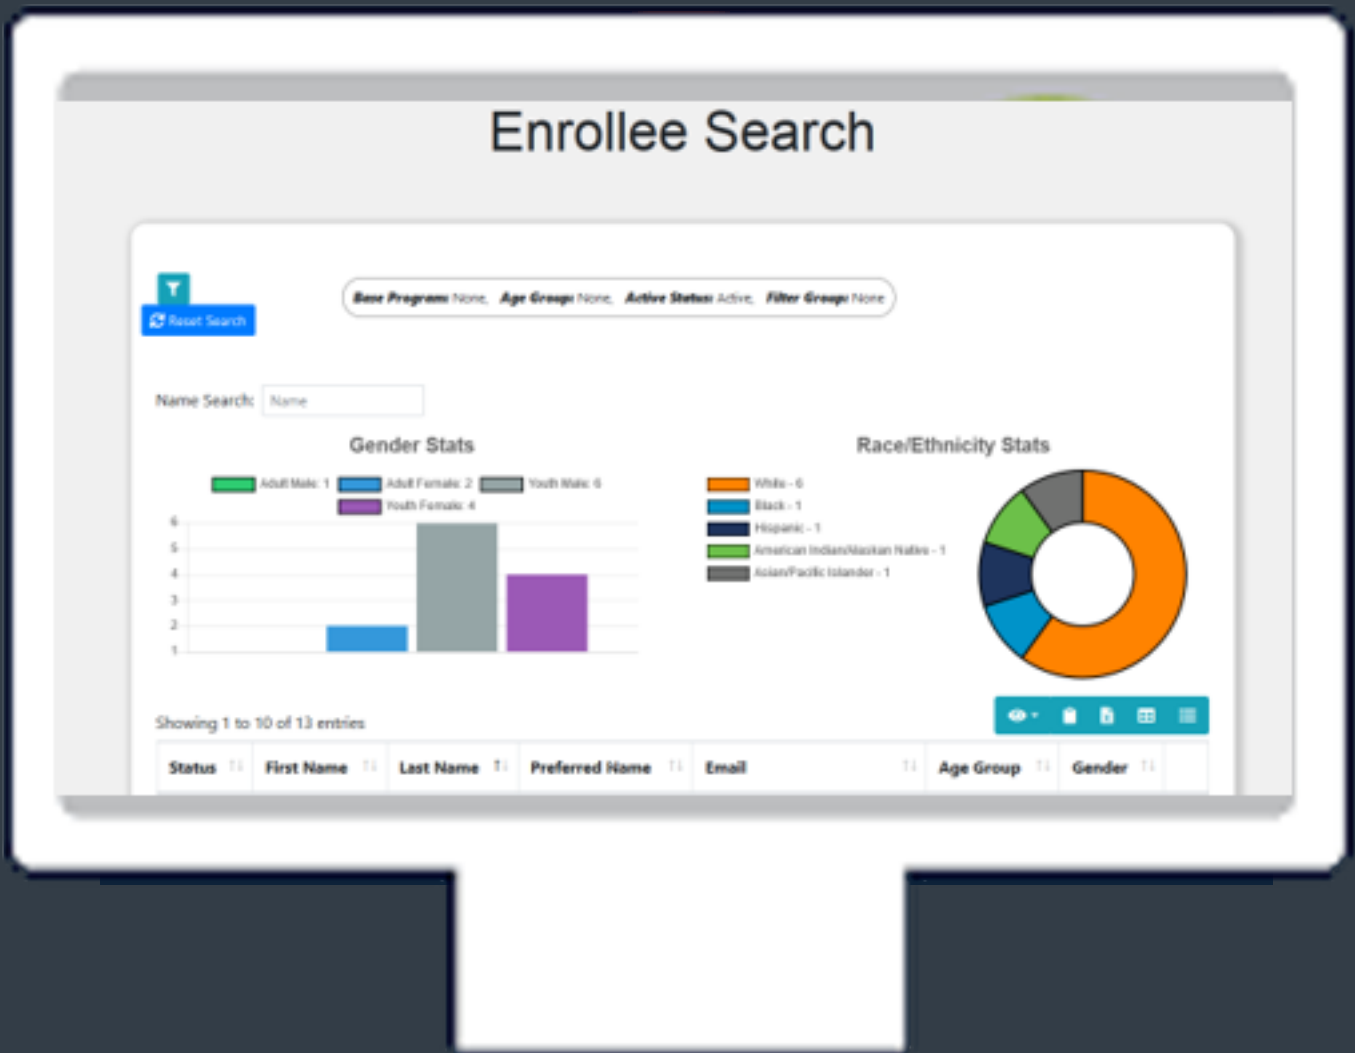 Enrollee Search
Base Program: None, Age Group: None, Active Status: Active, Filter Group: None
Reset Search
Name Search: Name
Gender Stats
Adult Male: 1 Adult Female: 2 Youth Male: 6
Youth Female: 4
6
5
4
3
2
1
Race/Ethnicity Stats
White - 6
Black - 1
Hispanic - 1
American Indian/Alaskan Native - 1
Asian/Pacific Islander - 1
Showing 1 to 10 of 13 entries
Status First Name Last Name Preferred Name Email Age Group Gender